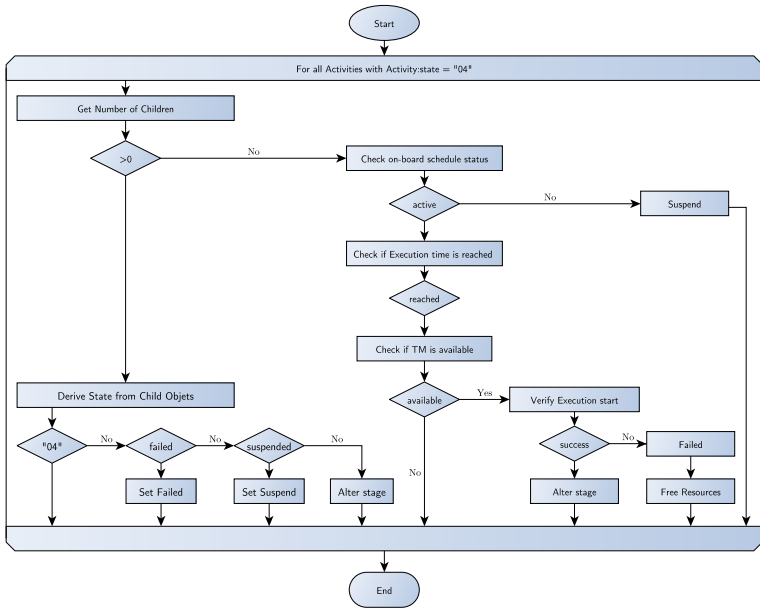 Start
For all Activities with Activity:state = "04"
Get Number of Children
>0
No
Check on-board schedule status
active
No
Suspend
Check if Execution time is reached
reached
Check if TM is available
Derive State from Child Objets
available
Yes
Verify Execution start
"04"
No
failed
No
suspended
No
success
No
Failed
No
Set Failed
Set Suspend
Alter stage
Alter stage
Free Resources
End